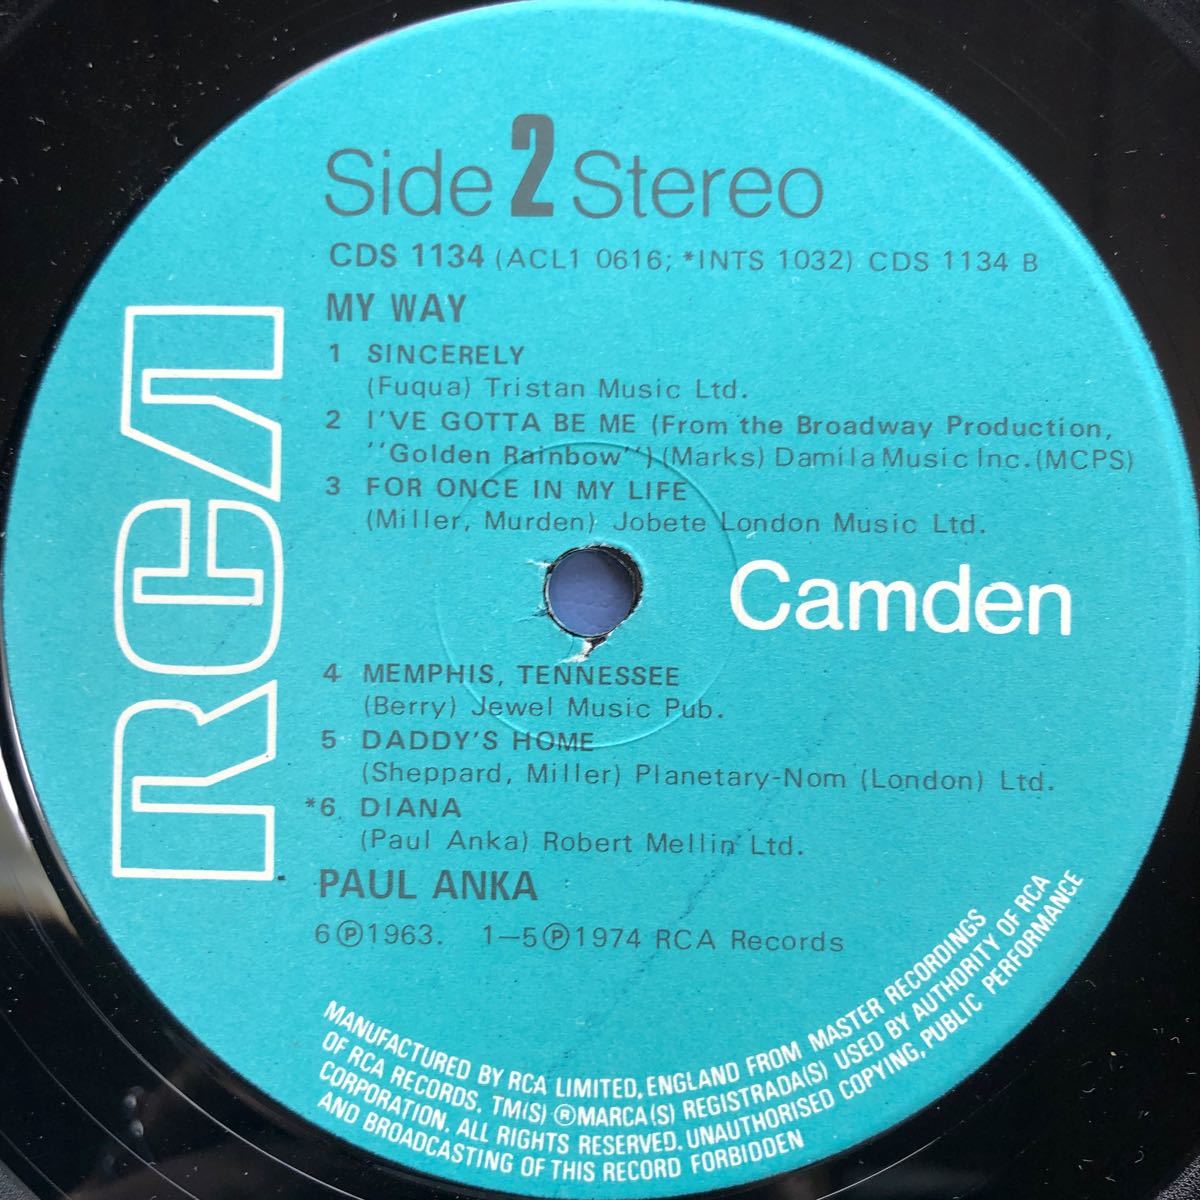 Side 2 Stereo
CDS 1134 (ACL1 0616; *INTS 1032) CDS 1134 B
MY WAY
1 SINCERELY
(Fuqua) Tristan Music Ltd.
2 I'VE GOTTA BE ME (From the Broadway Production,
"Golden Rainbow") (Marks) Damila Music Inc. (MCPS)
3 FOR ONCE IN MY LIFE
(Miller, Murden) Jobete London Music Ltd.
RCA
Camden
4 MEMPHIS, TENNESSEE
(Berry) Jewel Music Pub.
5 DADDY'S HOME
(Sheppard, Miller) Planetary-Nom (London) Ltd.
*6 DIANA
(Paul Anka) Robert Mellin Ltd.
PAUL ANKA
6 Ⓟ 1963. 1—5 Ⓟ 1974 RCA Records
MANUFACTURED BY RCA LIMITED, ENGLAND FROM MASTER RECORDINGS
OF RCA RECORDS. TM(S) ® MARCA(S) REGISTRADA(S) USED BY AUTHORITY OF RCA
CORPORATION. ALL RIGHTS RESERVED. UNAUTHORISED COPYING, PUBLIC PERFORMANCE
AND BROADCASTING OF THIS RECORD FORBIDDEN